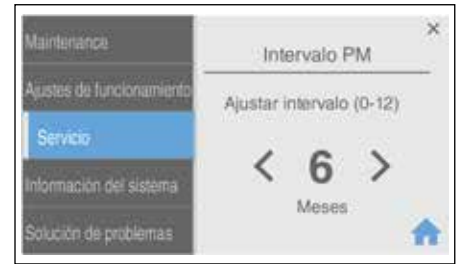 Maintenance
Ajustes de funcionamiento
Servicio
Información del sistema
Solución de problemas
×
Intervalo PM
Ajustar intervalo (0-12)
< 6 >
Meses